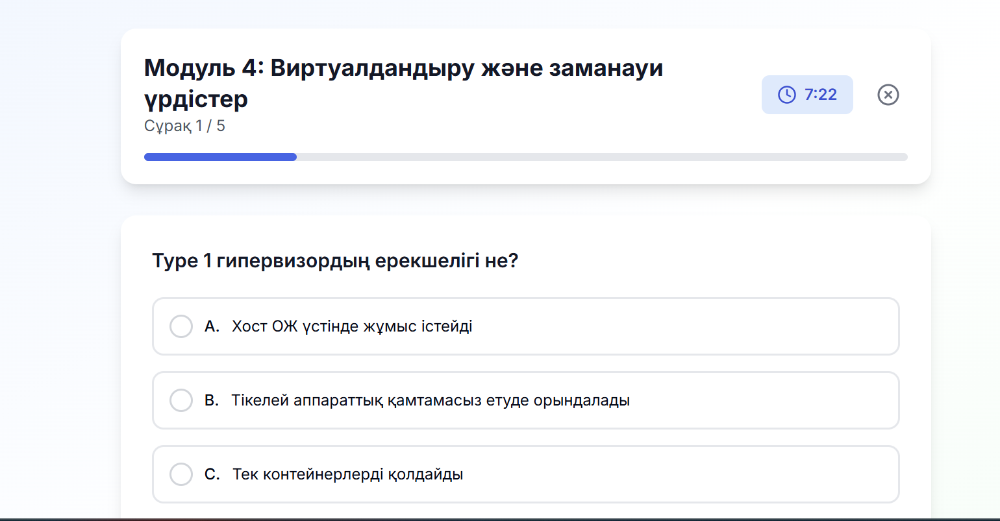 Модуль 4: Виртуалдандыру және заманауи
үрдістер
Сұрақ 1 / 5
7:22
Type 1 гипервизордың ерекшелігі не?
A. Хост ОЖ үстінде жұмыс істейді
B. Тікелей аппараттық қамтамасыз етуде орындалады
C. Тек контейнерлерді қолдайды